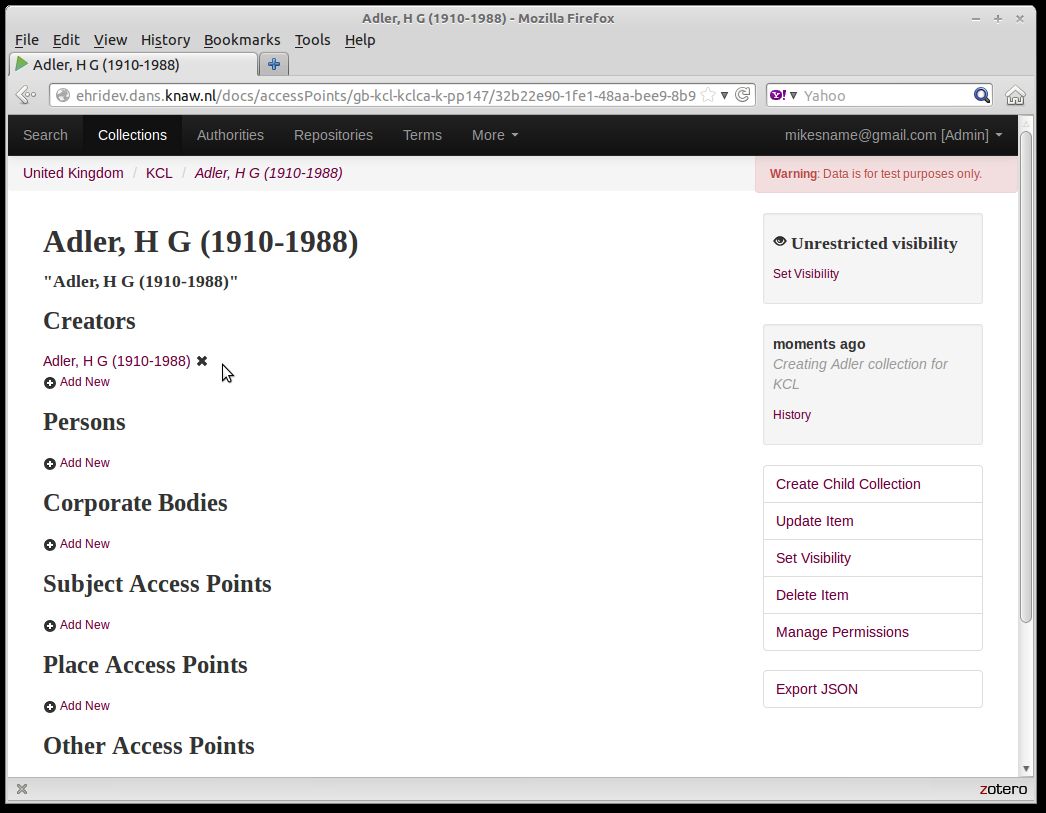 Adler, H G (1910-1988) - Mozilla Firefox
File Edit View History Bookmarks Tools Help
Adler, H G (1910-1988)
ehridev.dans.knaw.nl/docs/accessPoints/gb-kcl-kclca-k-pp147/32b22e90-1fe1-48aa-bee9-8b9
Y! Yahoo
Search Collections Authorities Repositories Terms More mikesname@gmail.com [Admin]
United Kingdom / KCL / Adler, H G (1910-1988)
Warning: Data is for test purposes only.
Adler, H G (1910-1988)
"Adler, H G (1910-1988)"
Creators
Adler, H G (1910-1988)
Add New
Persons
Add New
Corporate Bodies
Add New
Subject Access Points
Add New
Place Access Points
Add New
Other Access Points
Unrestricted visibility
Set Visibility
moments ago
Creating Adler collection for
KCL
History
Create Child Collection
Update Item
Set Visibility
Delete Item
Manage Permissions
Export JSON
zotero